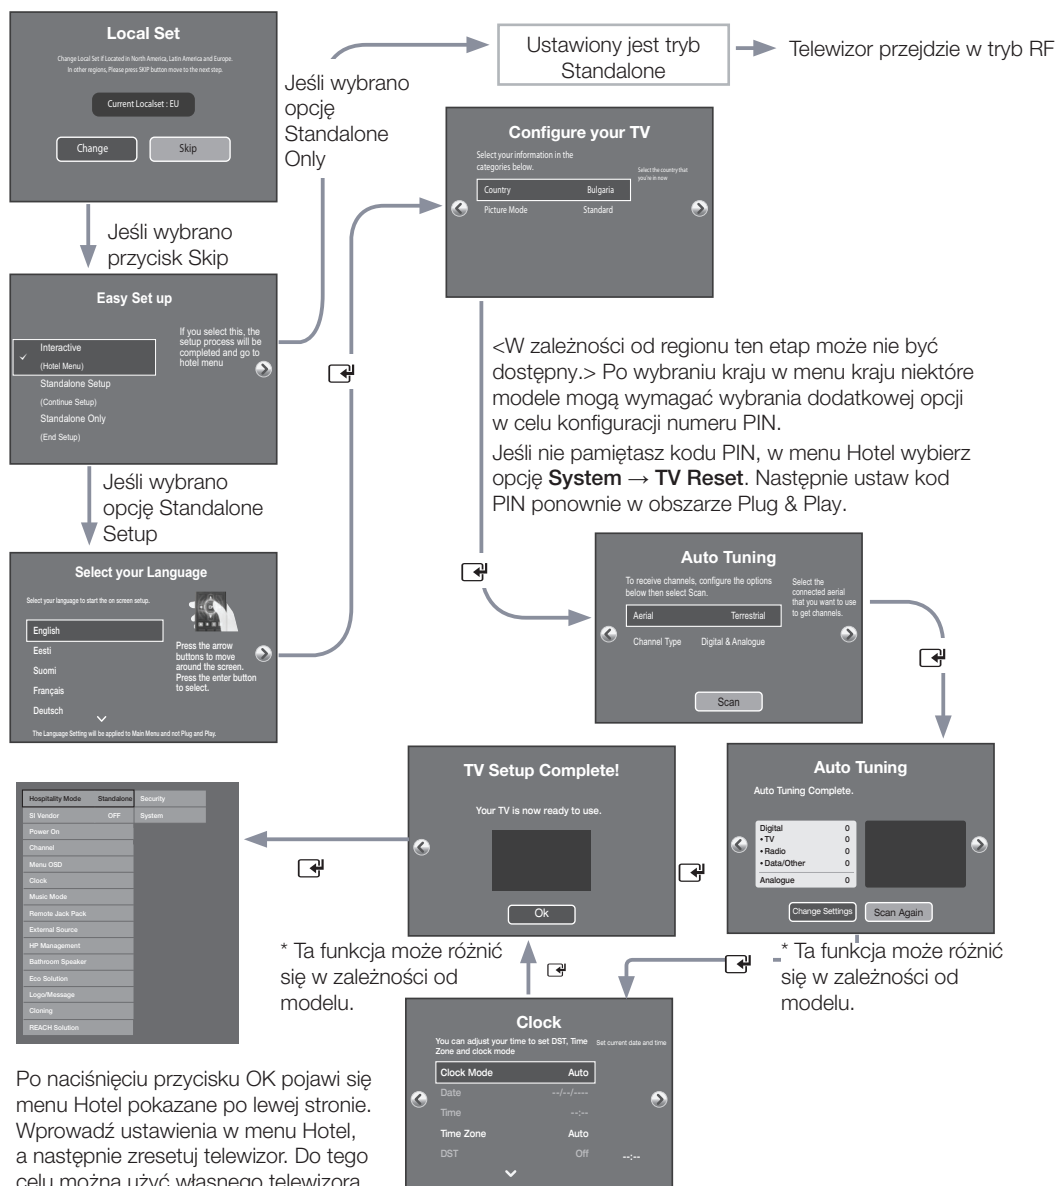 Local Set
Change Local Set if Located in North America, Latin America and Europe.
In other regions, Please press SKIP button move to the next step.
Current Localset : EU
Change
Skip
Jeśli wybrano
opcję
Standalone
Only
Ustawiony jest tryb
Standalone
Telewizor przejdzie w tryb RF
Jeśli wybrano
przycisk Skip
Configure your TV
Select your information in the
categories below.
Select the country that
you're in now
Country Bulgaria
Picture Mode Standard
Easy Set up
Interactive
(Hotel Menu)
Standalone Setup
(Continue Setup)
Standalone Only
(End Setup)
If you select this, the
setup process will be
completed and go to
hotel menu
<W zależności od regionu ten etap może nie być
dostępny.> Po wybraniu kraju w menu kraju niektóre
modele mogą wymagać wybrania dodatkowej opcji
w celu konfiguracji numeru PIN.
Jeśli nie pamiętasz kodu PIN, w menu Hotel wybierz
opcję System → TV Reset. Następnie ustaw kod
PIN ponownie w obszarze Plug & Play.
Jeśli wybrano
opcję Standalone
Setup
Select your Language
Select your language to start the on screen setup.
English
Eesti
Suomi
Français
Deutsch
Press the arrow
buttons to move
around the screen.
Press the enter button
to select.
The Language Setting will be applied to Main Menu and not Plug and Play.
Auto Tuning
To receive channels, configure the options
below then select Scan.
Select the
connected aerial
that you want to use
to get channels.
Aerial Terrestrial
Channel Type Digital & Analogue
Scan
Auto Tuning
Auto Tuning Complete.
Digital 0
• TV 0
• Radio 0
• Data/Other 0
Analogue 0
Change Settings
Scan Again
* Ta funkcja może różnić
się w zależności od
modelu.
TV Setup Complete!
Your TV is now ready to use.
Ok
* Ta funkcja może różnić
się w zależności od
modelu.
Clock
You can adjust your time to set DST, Time
Zone and clock mode
Set current date and time
Clock Mode Auto
Date --/--/----
Time --:--
Time Zone Auto
DST Off
--:--
Hospitality Mode Standalone Security
SI Vendor OFF System
Power On
Channel
Menu OSD
Clock
Music Mode
Remote Jack Pack
External Source
HP Management
Bathroom Speaker
Eco Solution
Logo/Message
Cloning
REACH Solution
Po naciśnięciu przycisku OK pojawi się
menu Hotel pokazane po lewej stronie.
Wprowadź ustawienia w menu Hotel,
a następnie zresetuj telewizor. Do tego
celu można użyć własnego telewizora